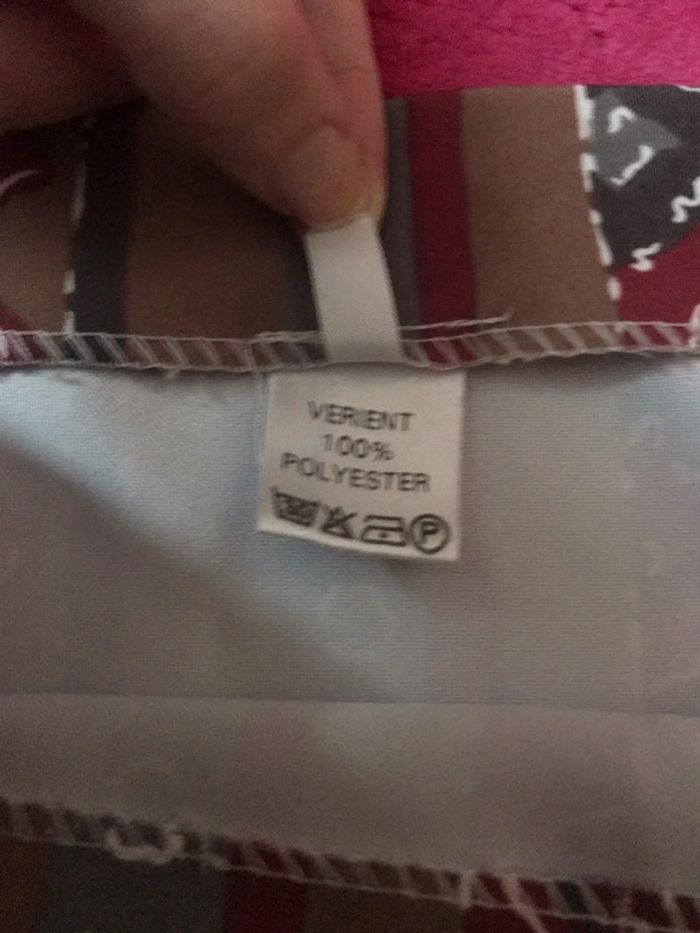 VERIENT
100%
POLYESTER
P